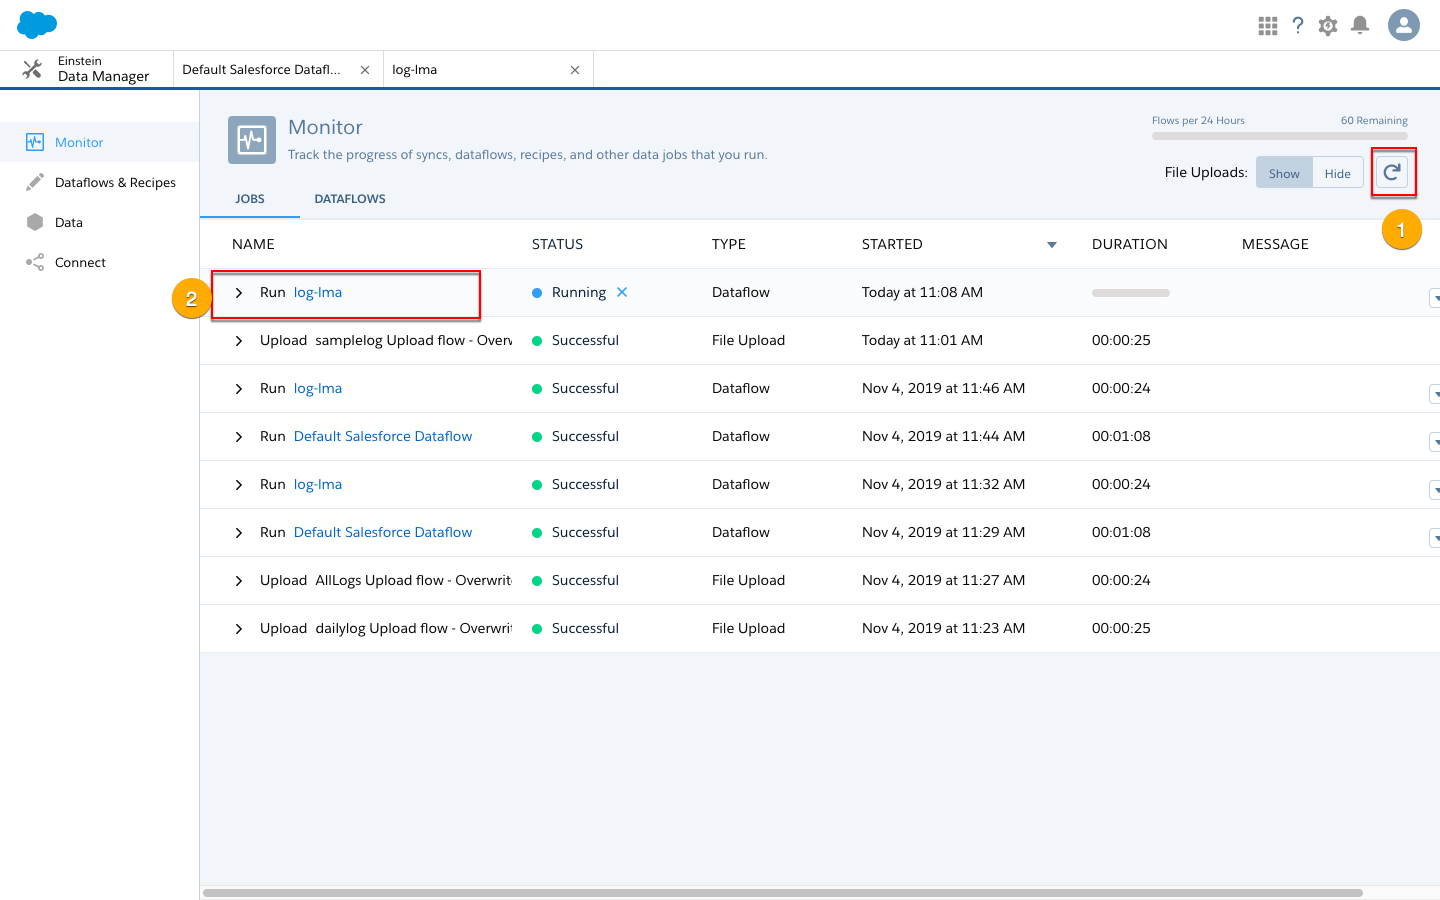 ?
Einstein
Data Manager
Default Salesforce Datafl...
log-lma
Monitor
Dataflows & Recipes
Data
Connect
Monitor
Track the progress of syncs, dataflows, recipes, and other data jobs that you run.
Flows per 24 Hours 60 Remaining
File Uploads: Show Hide
1
JOBS DATAFLOWS
NAME STATUS TYPE STARTED DURATION MESSAGE
2
Run log-lma Running Dataflow Today at 11:08 AM
Upload samplelog Upload flow - Overw Successful File Upload Today at 11:01 AM 00:00:25
Run log-lma Successful Dataflow Nov 4, 2019 at 11:46 AM 00:00:24
Run Default Salesforce Dataflow Successful Dataflow Nov 4, 2019 at 11:44 AM 00:01:08
Run log-lma Successful Dataflow Nov 4, 2019 at 11:32 AM 00:00:24
Run Default Salesforce Dataflow Successful Dataflow Nov 4, 2019 at 11:29 AM 00:01:08
Upload AllLogs Upload flow - Overwrit Successful File Upload Nov 4, 2019 at 11:27 AM 00:00:24
Upload dailylog Upload flow - Overwrit Successful File Upload Nov 4, 2019 at 11:23 AM 00:00:25